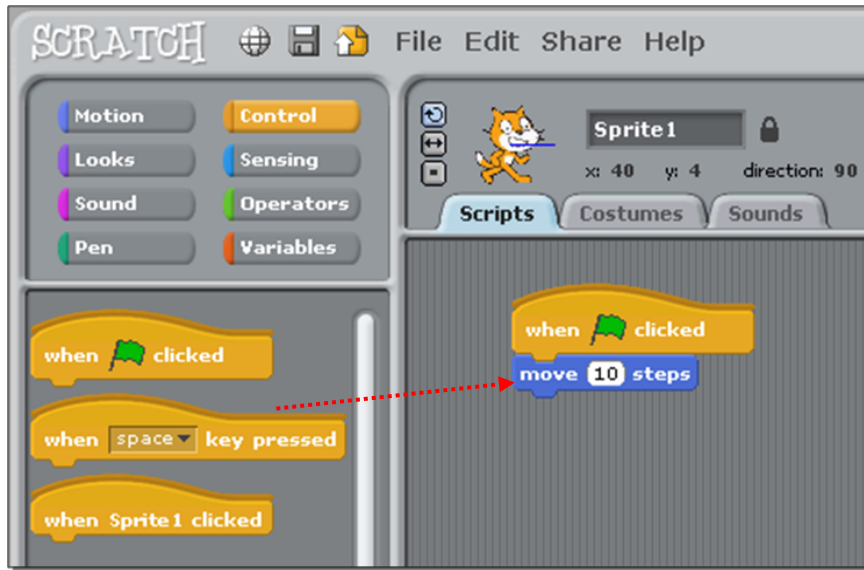 SCRATCH File Edit Share Help
Motion Control
Looks Sensing
Sound Operators
Pen Variables
Sprite1
x: 40 y: 4 direction: 90
Scripts Costumes Sounds
when clicked
when space key pressed
when Sprite1 clicked
when clicked
move 10 steps